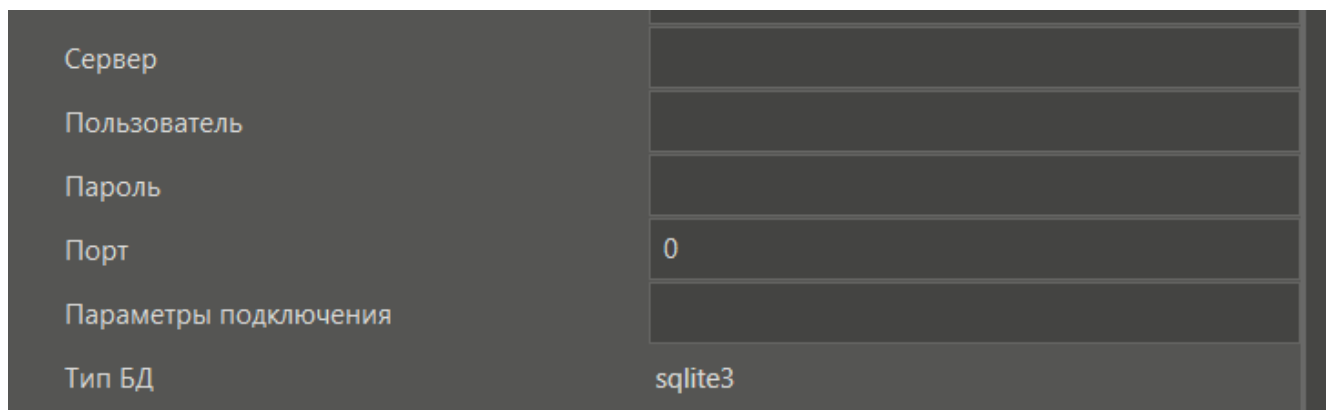 Сервер
Пользователь
Пароль
Порт 0
Параметры подключения
Тип БД sqlite3